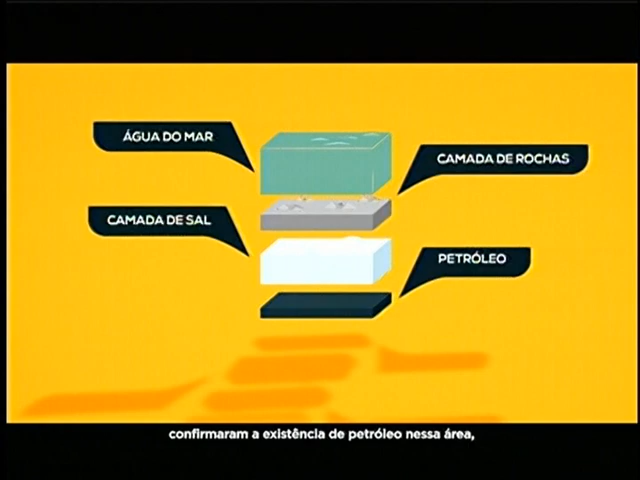 ÁGUA DO MAR
CAMADA DE ROCHAS
CAMADA DE SAL
PETRÓLEO
confirmaram a existência de petróleo nessa área,